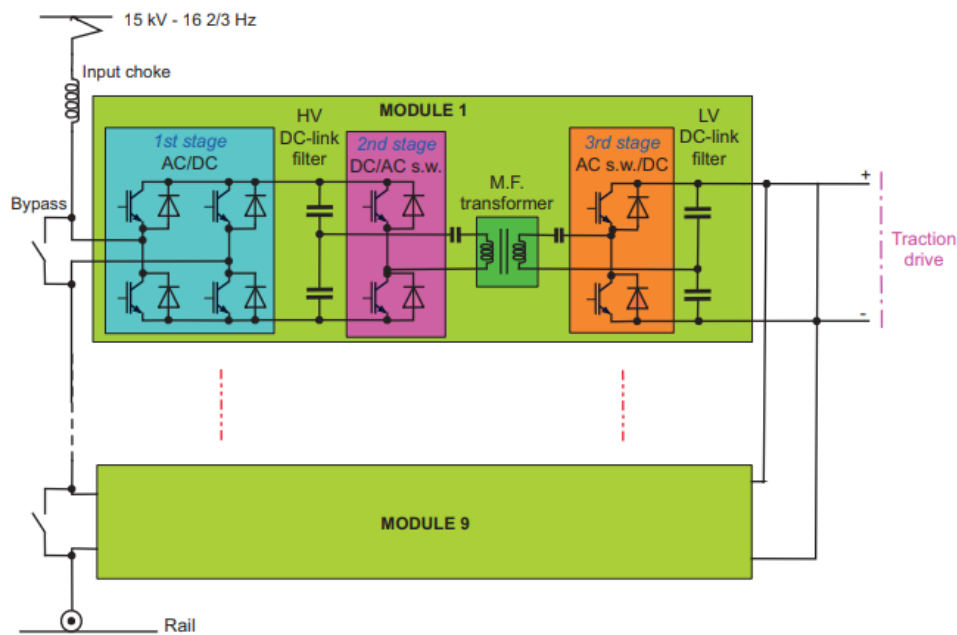 15 kV - 16 2/3 Hz
Input choke
MODULE 1
1st stage
AC/DC
HV
DC-link
filter
2nd stage
DC/AC s.w.
M.F.
transformer
3rd stage
AC s.w./DC
LV
DC-link
filter
Bypass
+
Traction
drive
-
MODULE 9
Rail